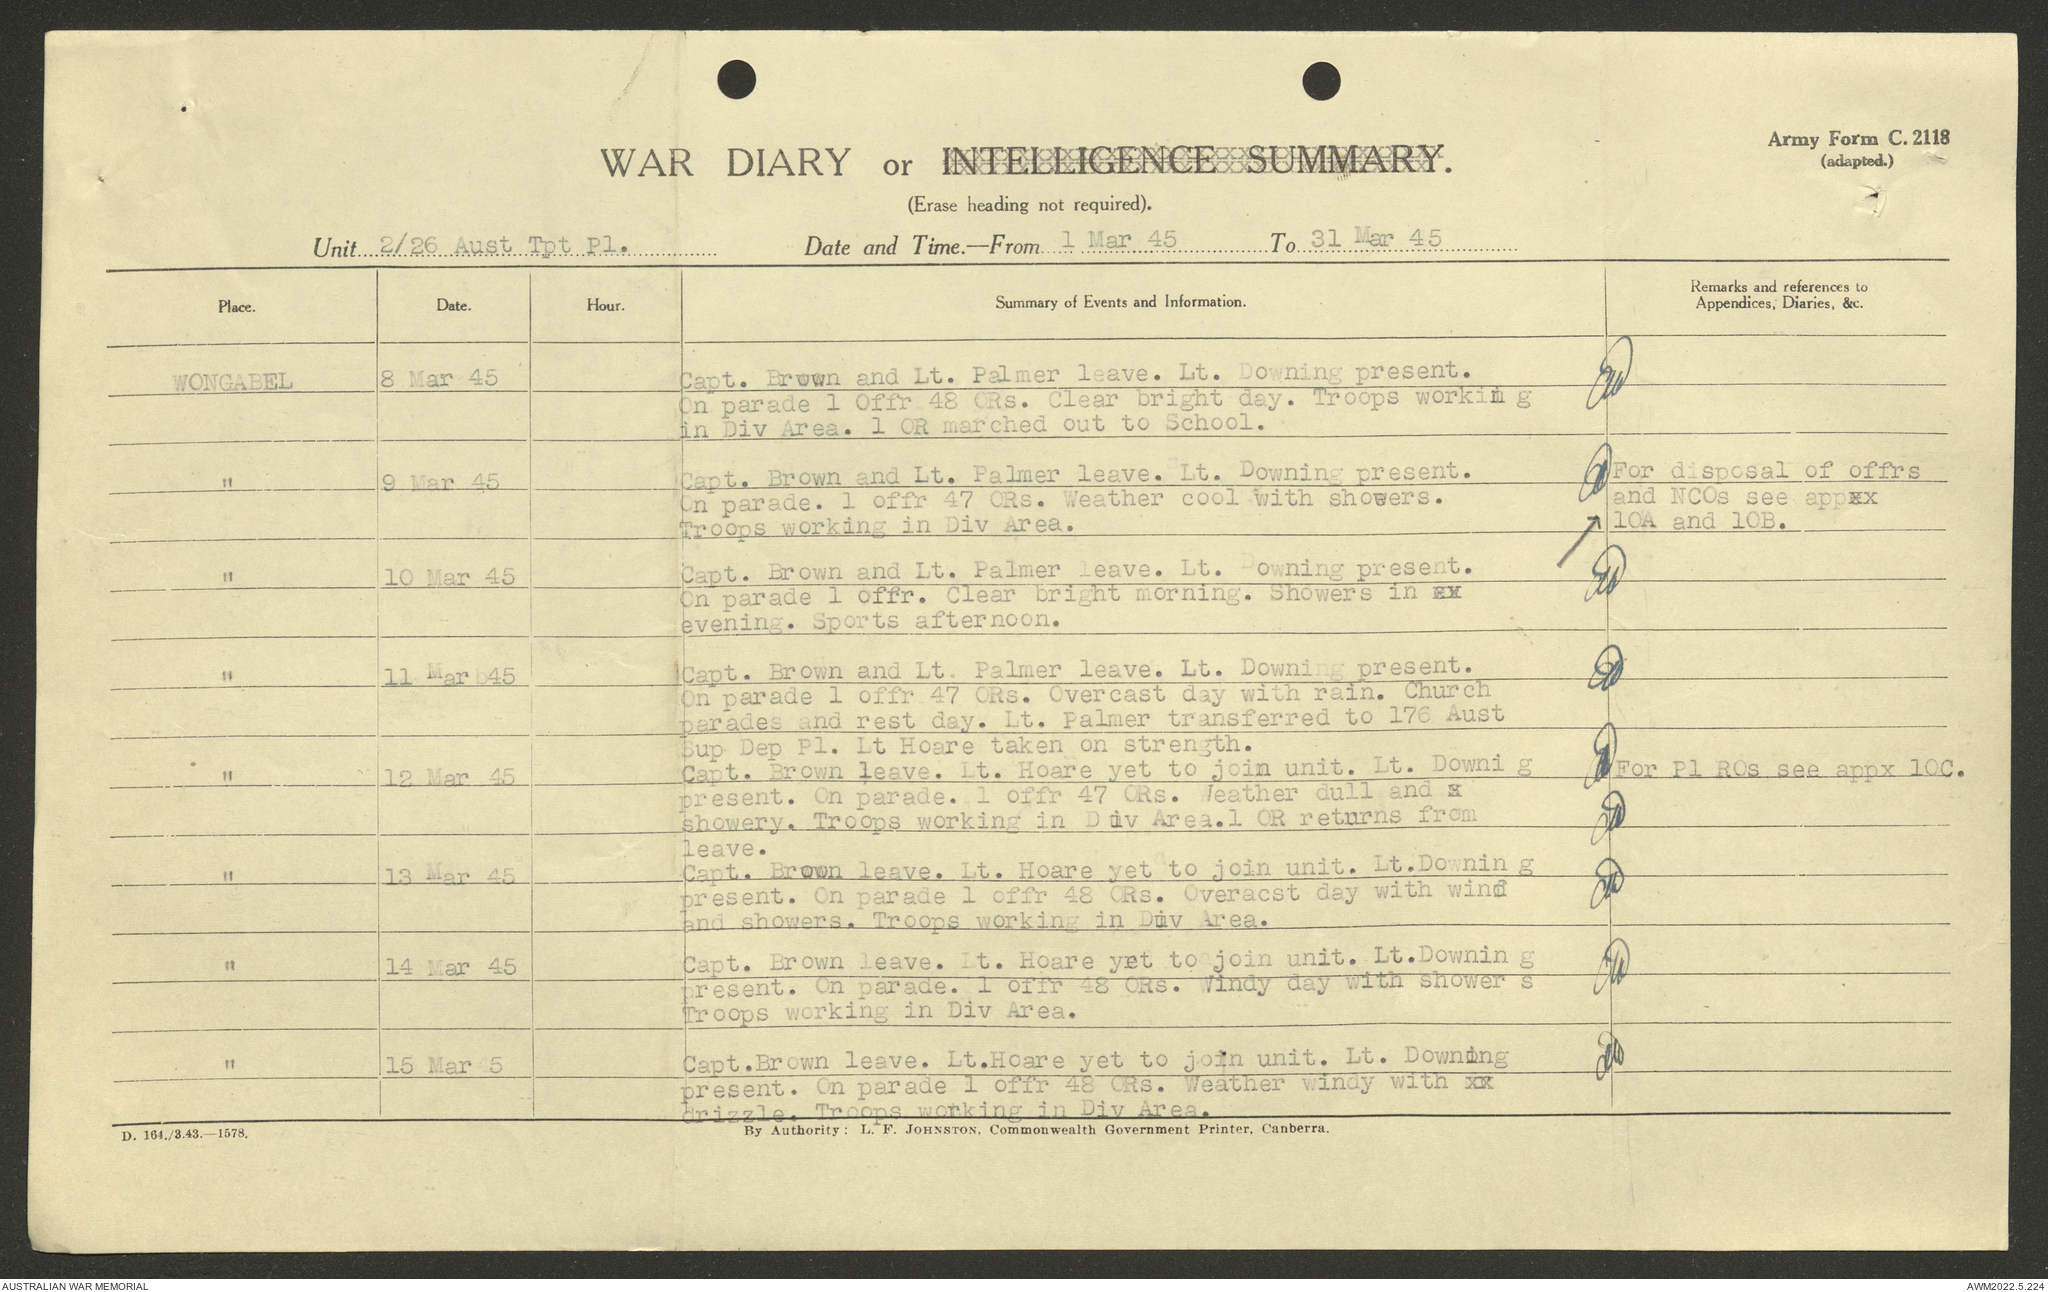 WAR DIARY or INTELLIGENCE SUMMARY.
Army Form C. 2118
(adapted.)
(Erase heading not required).
Unit 2/26 Aust Tpt Pl. Date and Time.—From 1 Mar 45 To 31 Mar 45
Place. Date. Hour. Summary of Events and Information. Remarks and references to
Appendices, Diaries, &c.
WONGABEL 8 Mar 45 Capt. Brown and Lt. Palmer leave. Lt. Downing present.
On parade 1 Offr 48 ORs. Clear bright day. Troops working
in Div Area. 1 OR marched out to School.
" 9 Mar 45 Capt. Brown and Lt. Palmer leave. Lt. Downing present. For disposal of offrs
On parade. 1 offr 47 ORs. Weather cool with showers. and NCOs see appxx
Troops working in Div Area. 10A and 10B.
" 10 Mar 45 Capt. Brown and Lt. Palmer leave. Lt. Downing present.
On parade 1 offr. Clear bright morning. Showers in xx
evening. Sports afternoon.
" 11 Mar 45 Capt. Brown and Lt. Palmer leave. Lt. Downing present.
On parade 1 offr 47 ORs. Overcast day with rain. Church
parades and rest day. Lt. Palmer transferred to 176 Aust
Sup Dep Pl. Lt Hoare taken on strength.
" 12 Mar 45 Capt. Brown leave. Lt. Hoare yet to join unit. Lt. Downi g For Pl ROs see appx 10C.
present. On parade. 1 offr 47 ORs. Weather dull and x
showery. Troops working in Div Area.1 OR returns from
leave.
" 13 Mar 45 Capt. Brown leave. Lt. Hoare yet to join unit. Lt.Downin g
present. On parade 1 offr 48 ORs. Overacst day with wind
and showers. Troops working in Div Area.
" 14 Mar 45 Capt. Brown leave. Lt. Hoare yet to join unit. Lt.Downin g
present. On parade. 1 offr 48 ORs. Windy day with shower s
Troops working in Div Area.
" 15 Mar 45 Capt.Brown leave. Lt.Hoare yet to join unit. Lt. Downing
present. On parade 1 offr 48 ORs. Weather windy with xx
drizzle. Troops working in Div Area.
D. 164./3.43.—1578. By Authority: L. F. JOHNSTON, Commonwealth Government Printer, Canberra.
AUSTRALIAN WAR MEMORIAL AWM2022.5.224